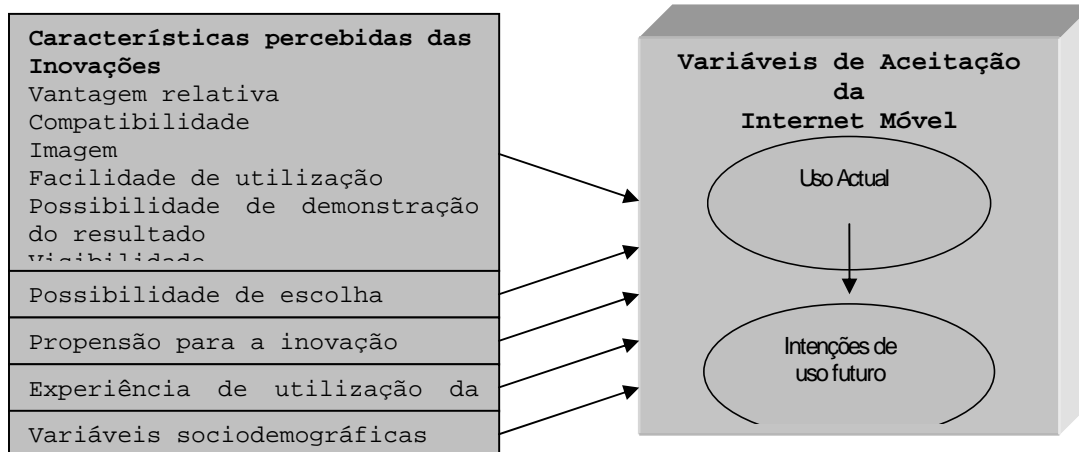 Características percebidas das
Inovações
Vantagem relativa
Compatibilidade
Imagem
Facilidade de utilização
Possibilidade de demonstração
do resultado
Visibilidade
Possibilidade de escolha
Propensão para a inovação
Experiência de utilização da
Variáveis sociodemográficas
Variáveis de Aceitação
da
Internet Móvel
Uso Actual
Intenções de
uso futuro